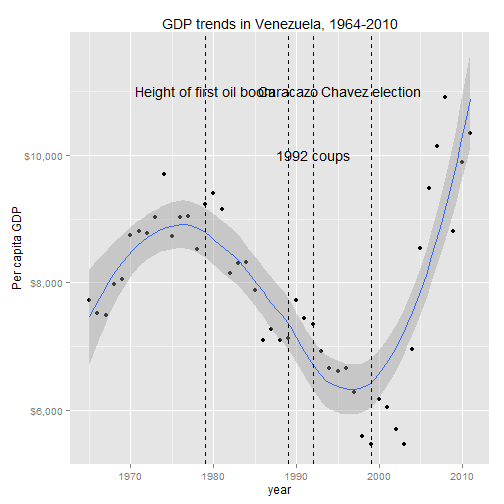 GDP trends in Venezuela, 1964-2010
Height of first oil boom
Caracazo
Chavez election
1992 coups
$10,000
$8,000
$6,000
Per capita GDP
1970
1980
1990
2000
2010
year